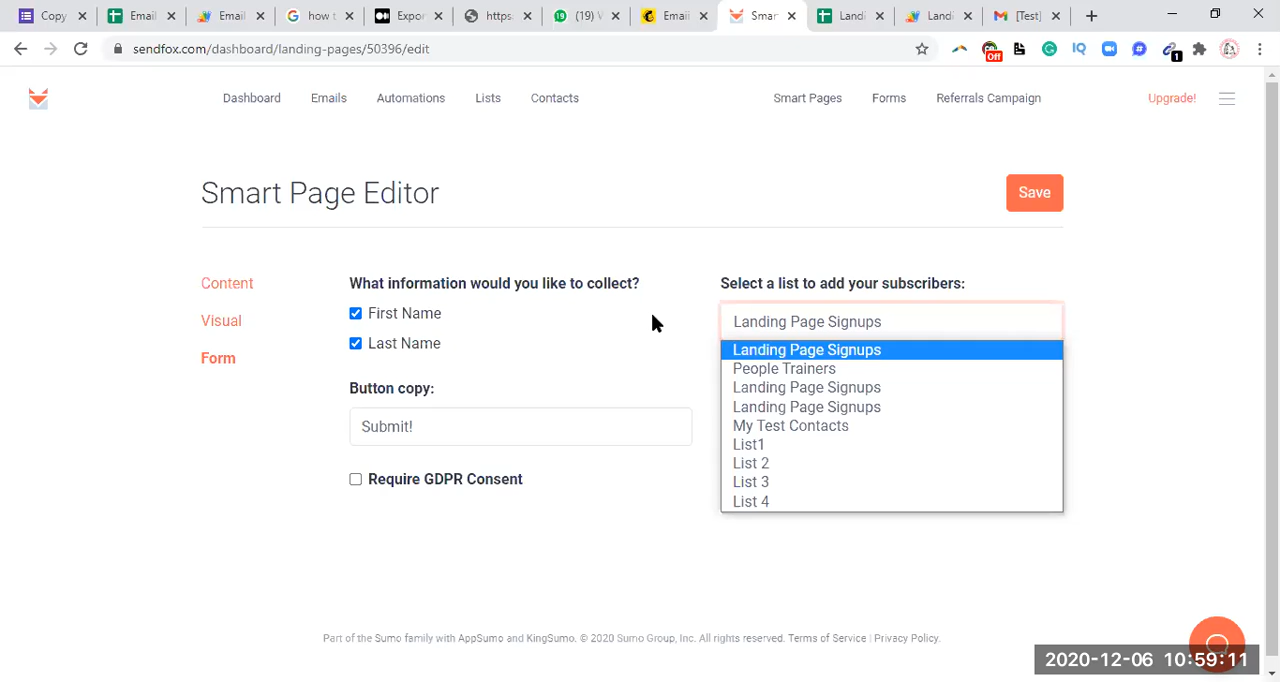 Copy
Email
Email
how t
Expor
https:
(19) V
Email
Smar
Landi
Landi
[Test]
sendfox.com/dashboard/landing-pages/50396/edit
Off
IQ
1
Dashboard
Emails
Automations
Lists
Contacts
Smart Pages
Forms
Referrals Campaign
Upgrade!
Smart Page Editor
Save
Content
Visual
Form
What information would you like to collect?
First Name
Last Name
Button copy:
Submit!
Require GDPR Consent
Select a list to add your subscribers:
Landing Page Signups
Landing Page Signups
People Trainers
Landing Page Signups
Landing Page Signups
My Test Contacts
List1
List 2
List 3
List 4
Part of the Sumo family with AppSumo and KingSumo. © 2020 Sumo Group, Inc. All rights reserved. Terms of Service | Privacy Policy.
2020-12-06 10:59:11